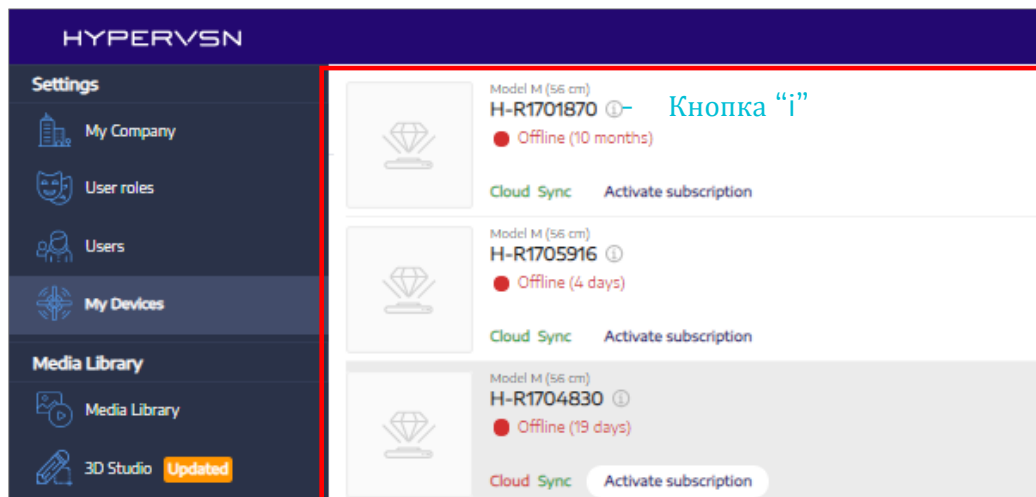 HYPERVSN
Settings
My Company
User roles
Users
My Devices
Media Library
Media Library
3D Studio Updated
Model M (56 cm)
H-R1701870 i – Кнопка “i”
Offline (10 months)
Cloud Sync Activate subscription
Model M (56 cm)
H-R1705916 i
Offline (4 days)
Cloud Sync Activate subscription
Model M (56 cm)
H-R1704830 i
Offline (19 days)
Cloud Sync Activate subscription